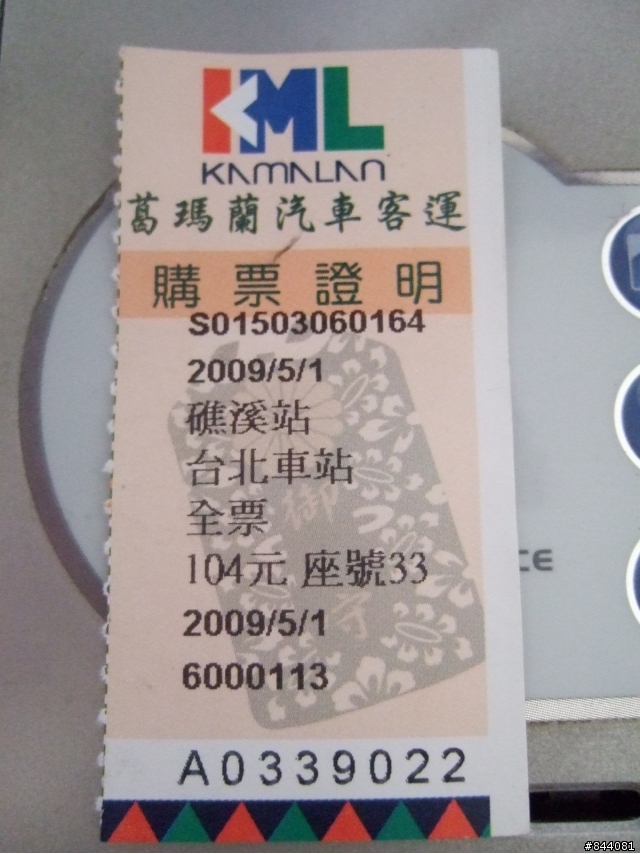 KML
KAMALAN
葛瑪蘭汽車客運
購票證明
S01503060164
2009/5/1
礁溪站
台北車站
全票
104元 座號33
2009/5/1
6000113
A0339022
CE
#844081